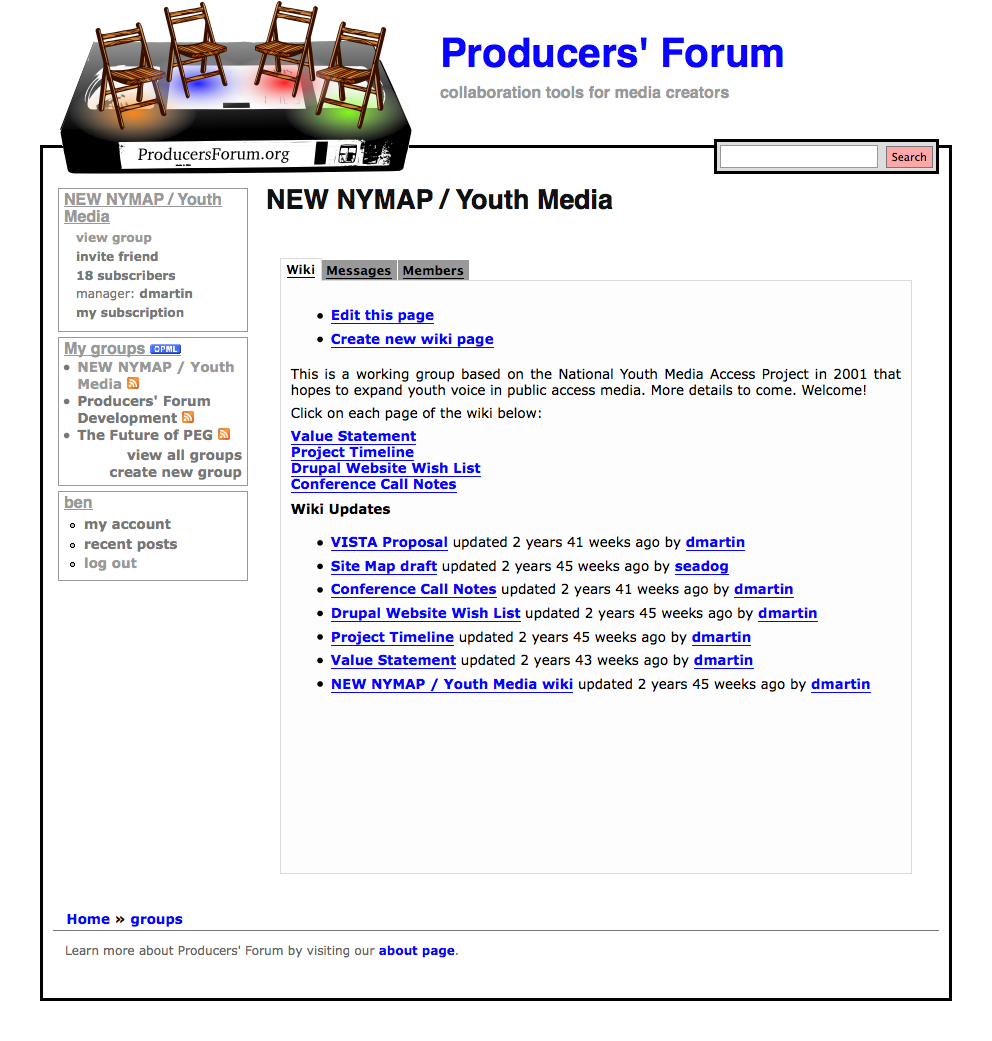 Producers' Forum
collaboration tools for media creators
ProducersForum.org
Search
NEW NYMAP / Youth
Media
view group
invite friend
18 subscribers
manager: dmartin
my subscription
My groups OPML
NEW NYMAP / Youth
Media
Producers' Forum
Development
The Future of PEG
view all groups
create new group
ben
my account
recent posts
log out
NEW NYMAP / Youth Media
Wiki Messages Members
Edit this page
Create new wiki page
This is a working group based on the National Youth Media Access Project in 2001 that
hopes to expand youth voice in public access media. More details to come. Welcome!
Click on each page of the wiki below:
Value Statement
Project Timeline
Drupal Website Wish List
Conference Call Notes
Wiki Updates
VISTA Proposal updated 2 years 41 weeks ago by dmartin
Site Map draft updated 2 years 45 weeks ago by seadog
Conference Call Notes updated 2 years 41 weeks ago by dmartin
Drupal Website Wish List updated 2 years 45 weeks ago by dmartin
Project Timeline updated 2 years 45 weeks ago by dmartin
Value Statement updated 2 years 43 weeks ago by dmartin
NEW NYMAP / Youth Media wiki updated 2 years 45 weeks ago by dmartin
Home » groups
Learn more about Producers' Forum by visiting our about page.